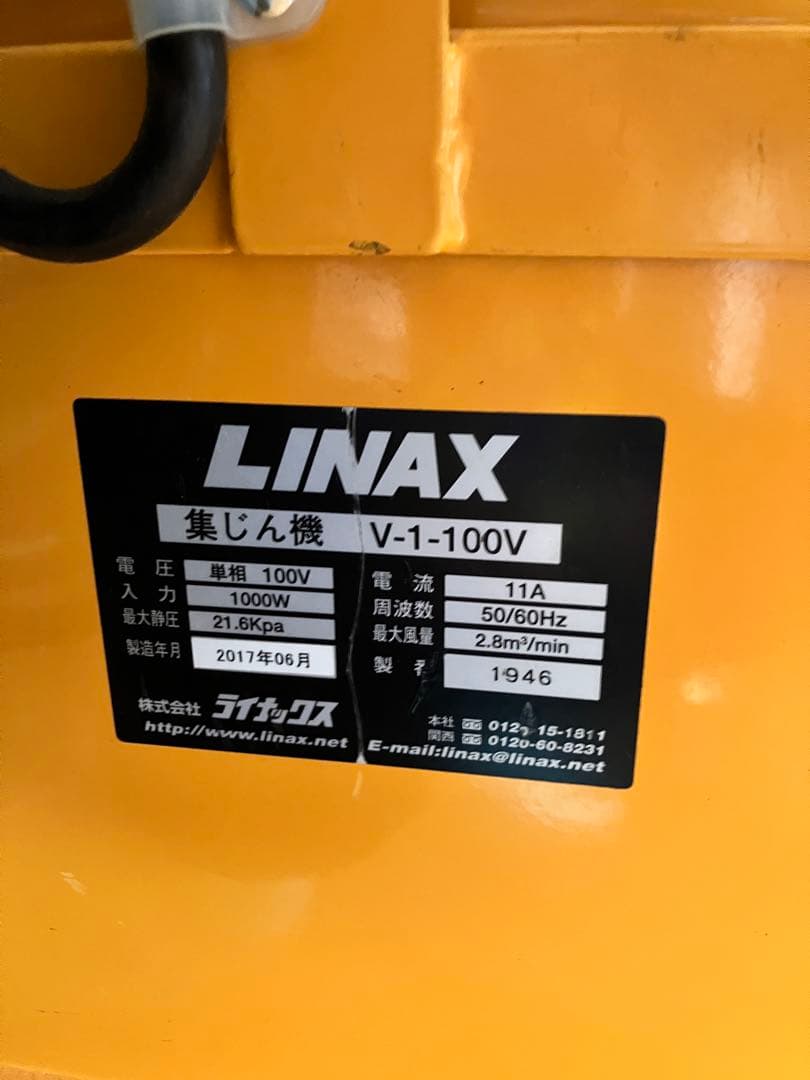 LINAX
集じん機 V-1-100V
電圧 単相 100V 電流 11A
入力 1000W 周波数 50/60Hz
最大静圧 21.6Kpa 最大風量 2.8m³/min
製造年月 2017年06月 製 1946
株式会社 ライナックス 本社 15-1811
関西 0120-60-8231
http://www.linax.net E-mail:linax@linax.net